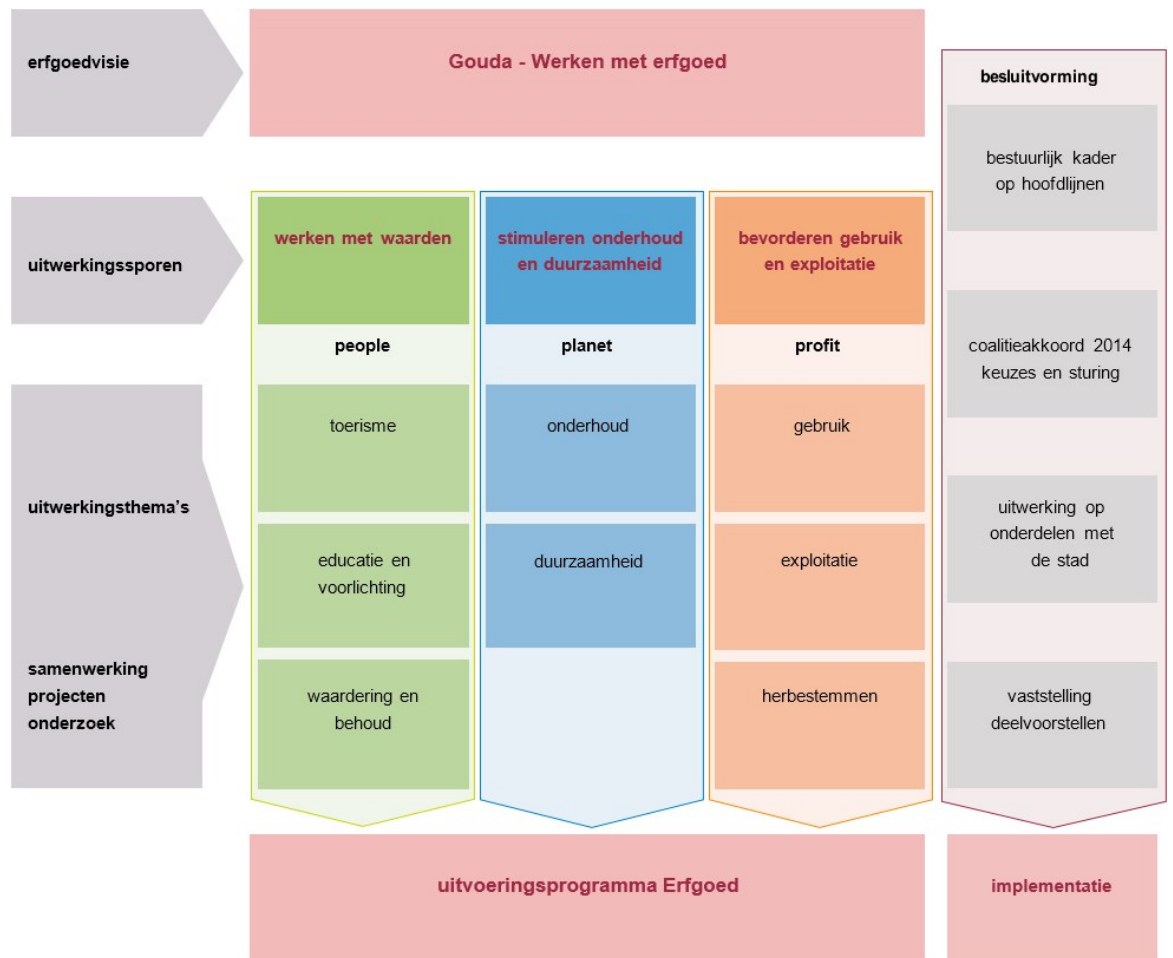 erfgoedvisie
Gouda - Werken met erfgoed
besluitvorming
bestuurlijk kader
op hoofdlijnen
uitwerkingssporen
werken met waarden
stimuleren onderhoud
en duurzaamheid
bevorderen gebruik
en exploitatie
people
planet
profit
coalitieakkoord 2014
keuzes en sturing
uitwerkingsthema's
samenwerking
projecten
onderzoek
toerisme
onderhoud
gebruik
educatie en
voorlichting
duurzaamheid
exploitatie
uitwerking op
onderdelen met
de stad
waardering en
behoud
herbestemmen
vaststelling
deelvoorstellen
uitvoeringsprogramma Erfgoed
implementatie